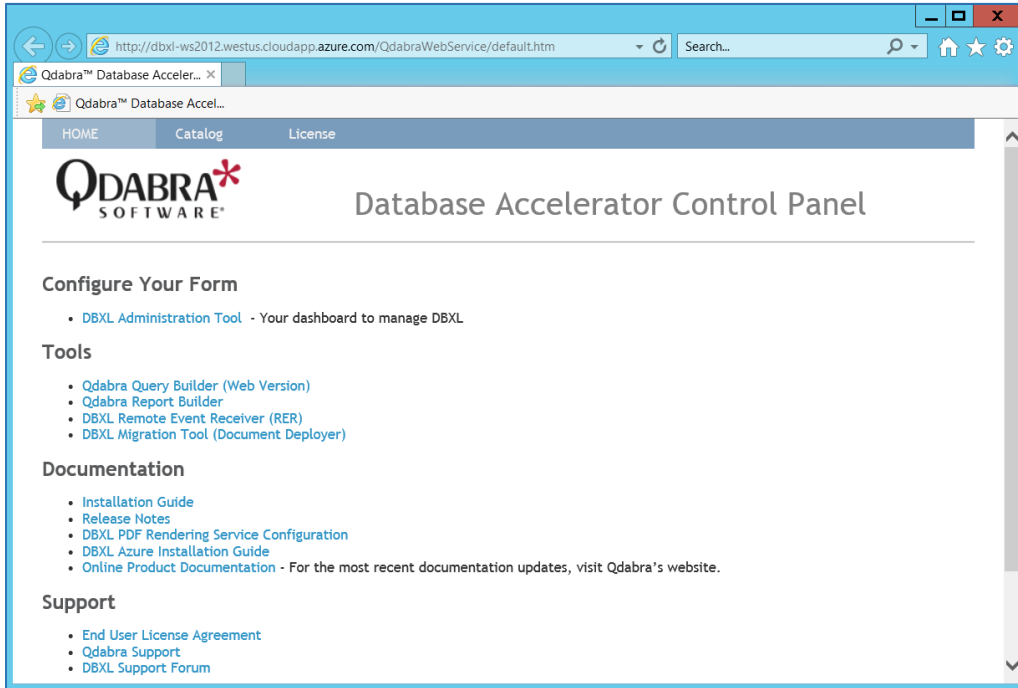 X
http://dbxl-ws2012.westus.cloudapp.azure.com/QdabraWebService/default.htm
Search...
Qdabra™ Database Acceler... ×
Qdabra™ Database Accel...
HOME Catalog License
QDABRA*
SOFTWARE®
Database Accelerator Control Panel
Configure Your Form
• DBXL Administration Tool - Your dashboard to manage DBXL
Tools
• Qdabra Query Builder (Web Version)
• Qdabra Report Builder
• DBXL Remote Event Receiver (RER)
• DBXL Migration Tool (Document Deployer)
Documentation
• Installation Guide
• Release Notes
• DBXL PDF Rendering Service Configuration
• DBXL Azure Installation Guide
• Online Product Documentation - For the most recent documentation updates, visit Qdabra's website.
Support
• End User License Agreement
• Qdabra Support
• DBXL Support Forum